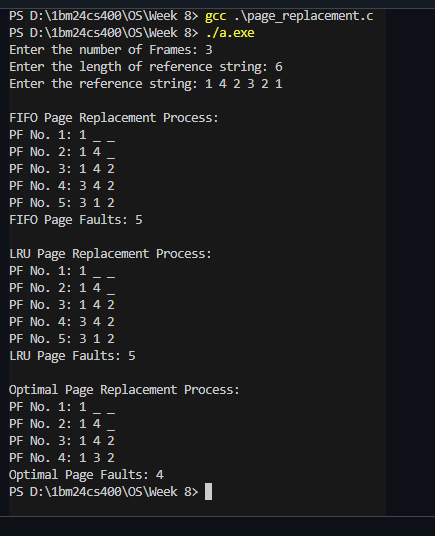 PS D:\1bm24cs400\OS\Week 8> gcc .\page_replacement.c
PS D:\1bm24cs400\OS\Week 8> ./a.exe
Enter the number of Frames: 3
Enter the length of reference string: 6
Enter the reference string: 1 4 2 3 2 1

FIFO Page Replacement Process:
PF No. 1: 1 _ _
PF No. 2: 1 4 _
PF No. 3: 1 4 2
PF No. 4: 3 4 2
PF No. 5: 3 1 2
FIFO Page Faults: 5

LRU Page Replacement Process:
PF No. 1: 1 _ _
PF No. 2: 1 4 _
PF No. 3: 1 4 2
PF No. 4: 3 4 2
PF No. 5: 3 1 2
LRU Page Faults: 5

Optimal Page Replacement Process:
PF No. 1: 1 _ _
PF No. 2: 1 4 _
PF No. 3: 1 4 2
PF No. 4: 1 3 2
Optimal Page Faults: 4
PS D:\1bm24cs400\OS\Week 8>